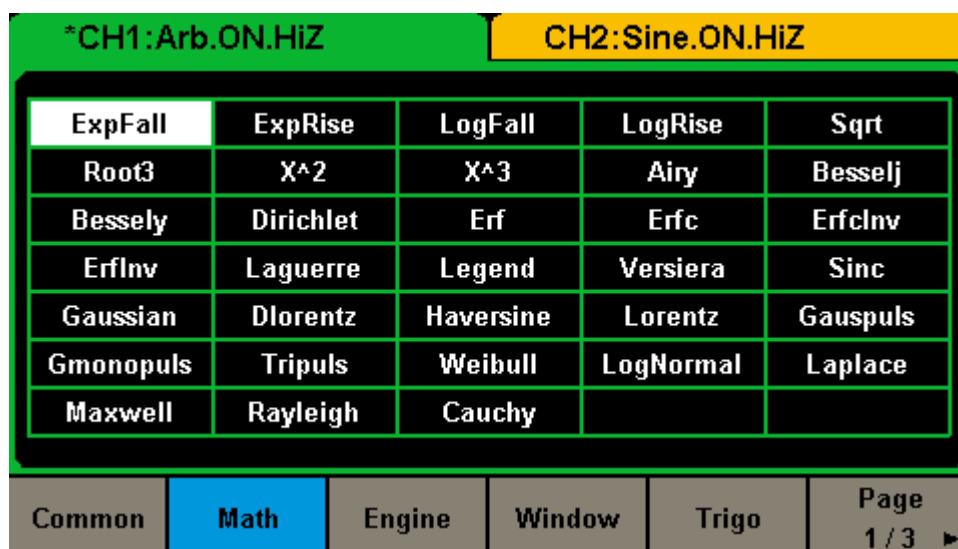 *CH1:Arb.ON.HiZ CH2:Sine.ON.HiZ
ExpFall ExpRise LogFall LogRise Sqrt
Root3 X^2 X^3 Airy Besselj
Bessely Dirichlet Erf Erfc ErfcInv
ErfInv Laguerre Legend Versiera Sinc
Gaussian Dlorentz Haversine Lorentz Gauspuls
Gmonopuls Tripuls Weibull LogNormal Laplace
Maxwell Rayleigh Cauchy
Common Math Engine Window Trigo Page
1/3 ►